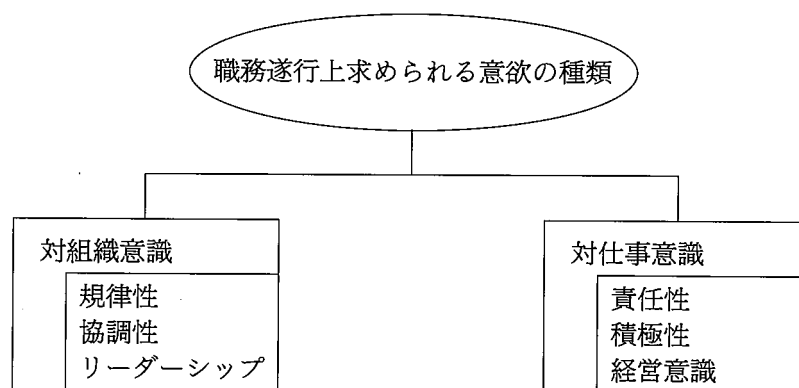 職務遂行上求められる意欲の種類
対組織意識
規律性
協調性
リーダーシップ
対仕事意識
責任性
積極性
経営意識